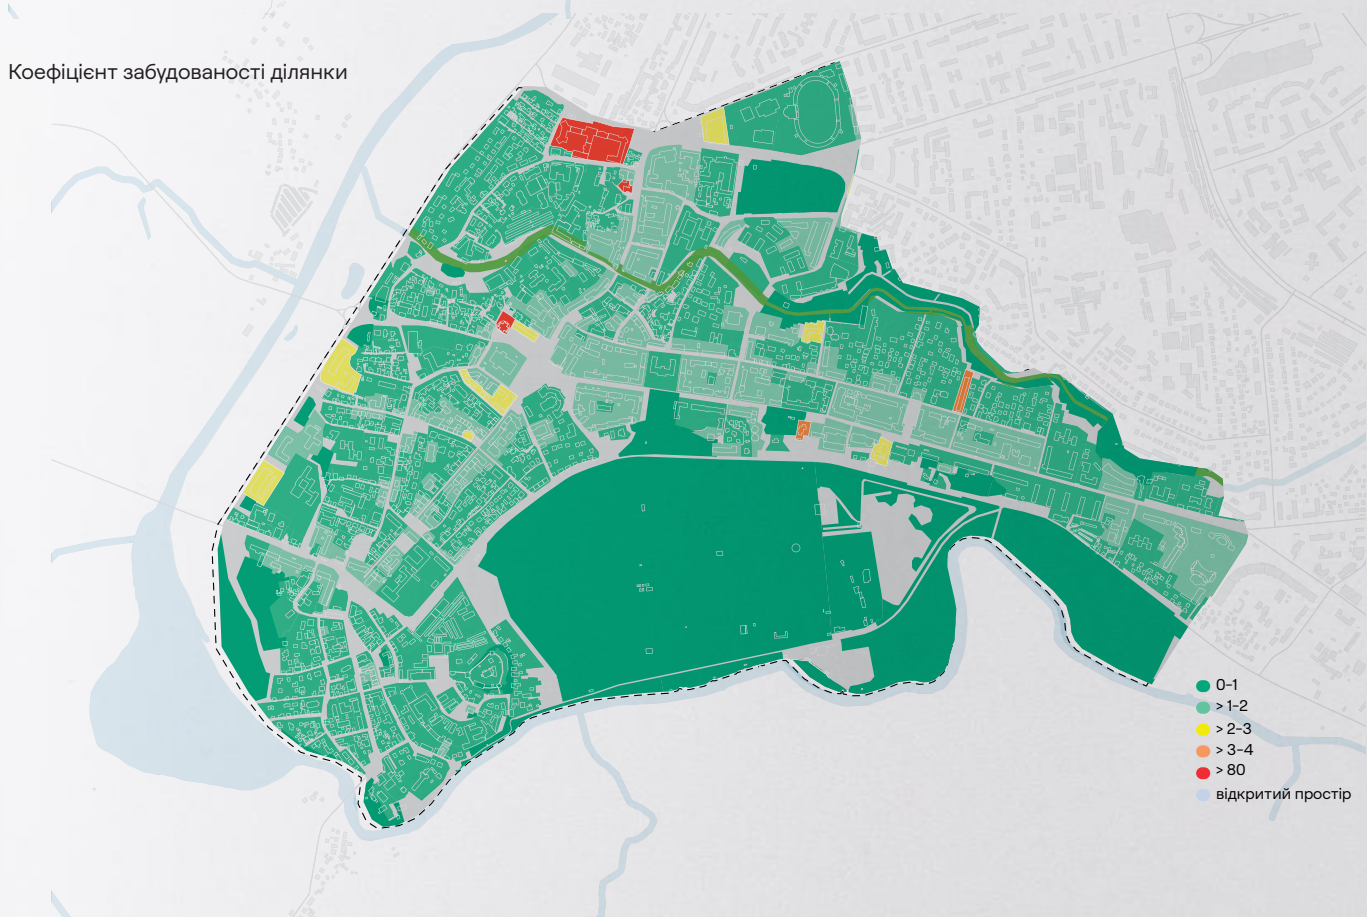 Коефіцієнт забудованості ділянки
0-1
> 1-2
> 2-3
> 3-4
> 80
відкритий простір